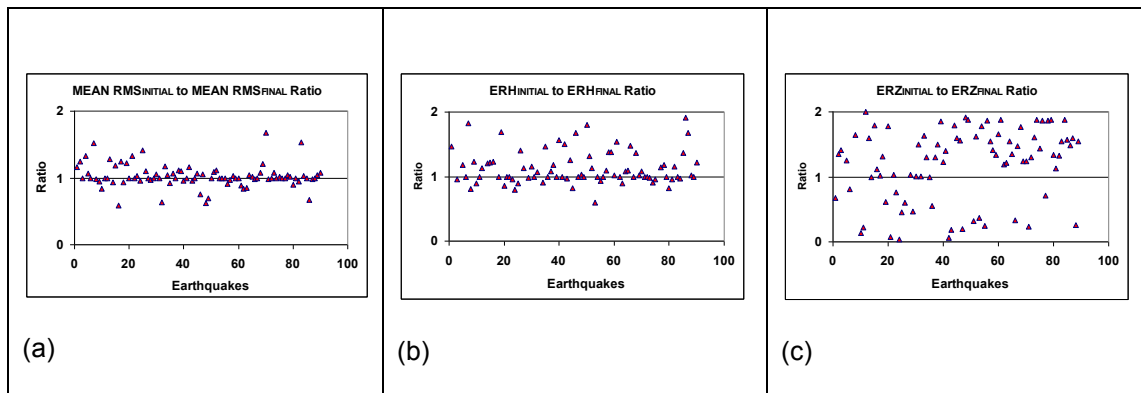 MEAN RMSINITIAL to MEAN RMSFINAL Ratio
2
1
0
Ratio
0 20 40 60 80 100
Earthquakes
(a)
ERHINITIAL to ERHFINAL Ratio
2
1
0
Ratio
0 20 40 60 80 100
Earthquakes
(b)
ERZINITIAL to ERZFINAL Ratio
2
1
0
Ratio
0 20 40 60 80 100
Earthquakes
(c)